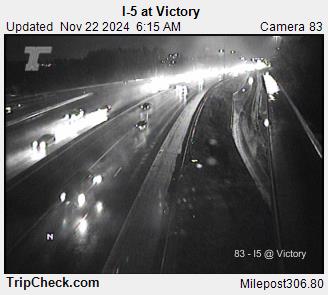 I-5 at Victory
Updated Nov 22 2024 6:15 AM Camera 83
N
83 - I5 @ Victory
TripCheck.com Milepost306.80